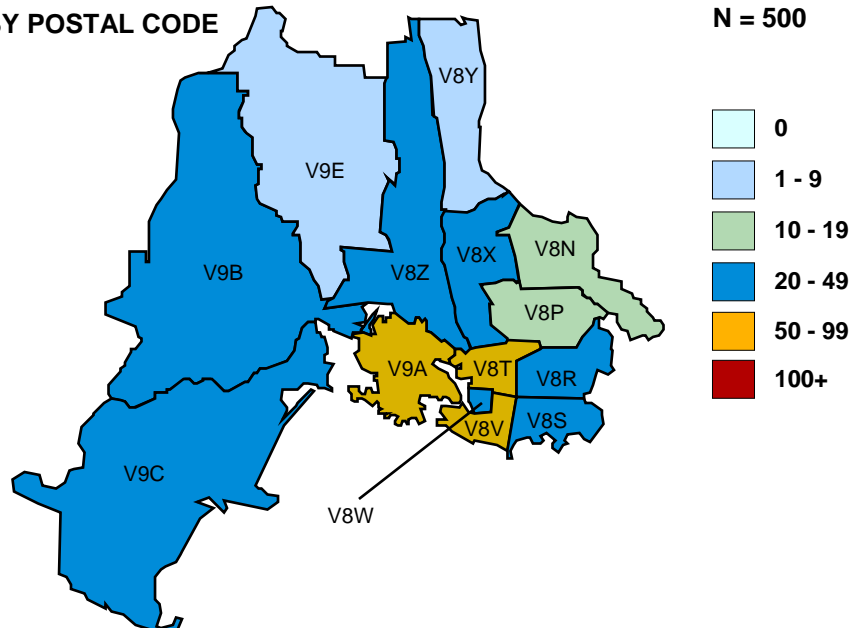 BY POSTAL CODE
N = 500
0
1 - 9
10 - 19
20 - 49
50 - 99
100+
V8Y
V9E
V8N
V8X
V9B
V8Z
V8P
V9A
V8T
V8R
V8S
V8V
V9C
V8W